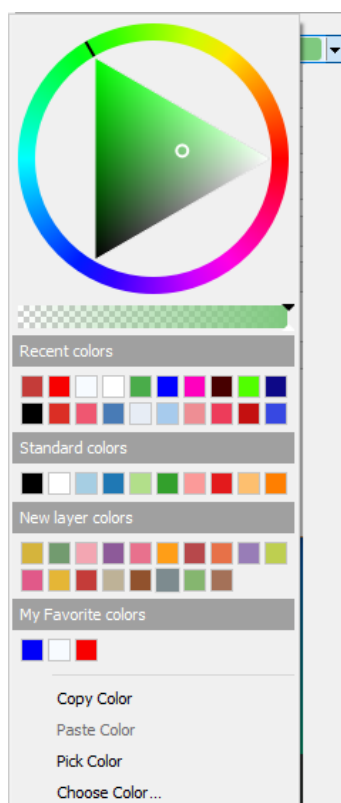 Recent colors
Standard colors
New layer colors
My Favorite colors
Copy Color
Paste Color
Pick Color
Choose Color...